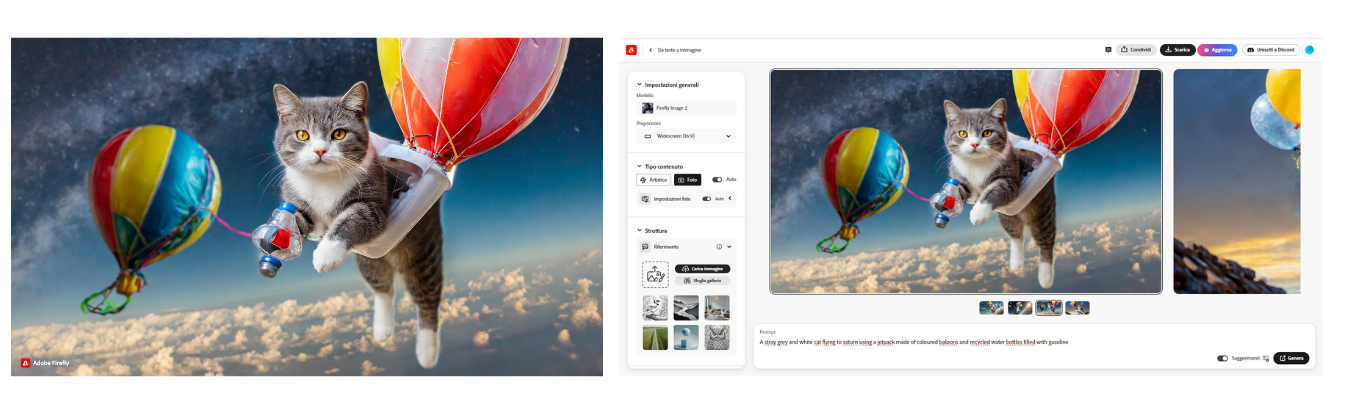 Adobe Firefly
Da testo a immagine
Condividi
Scarica
Aggiorna
Unisciti a Discord
Impostazioni generali
Modello
Firefly Image 2
Proporzioni
Widescreen (16:9)
Tipo contenuto
Artistico
Foto
Auto
Impostazioni foto
Auto
Struttura
Riferimento
Carica immagine
Sfoglia galleria
Prompt
A stray grey and white cat flying to saturn using a jetpack made of coloured baloons and recycled water bottles filled with gasoline
Suggerimenti
Genera